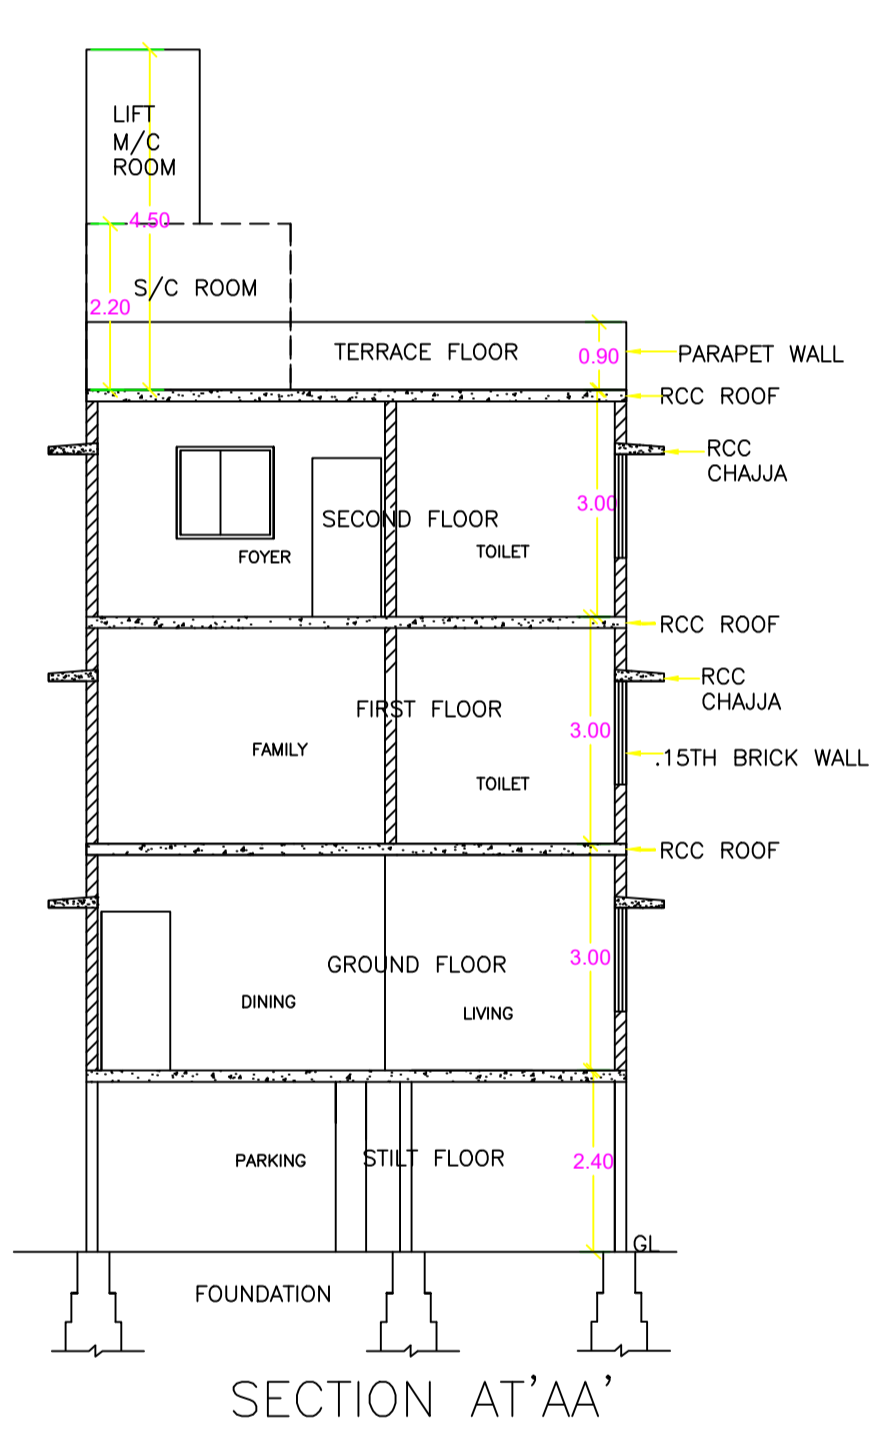 LIFT
M/C
ROOM
4.50
S/C ROOM
2.20
TERRACE FLOOR
0.90
PARAPET WALL
RCC ROOF
RCC
CHAJJA
3.00
SECOND FLOOR
FOYER
TOILET
RCC ROOF
RCC
CHAJJA
FIRST FLOOR
3.00
FAMILY
.15TH BRICK WALL
TOILET
RCC ROOF
GROUND FLOOR
3.00
DINING
LIVING
PARKING
STILT FLOOR
2.40
GL
FOUNDATION
SECTION AT'AA'